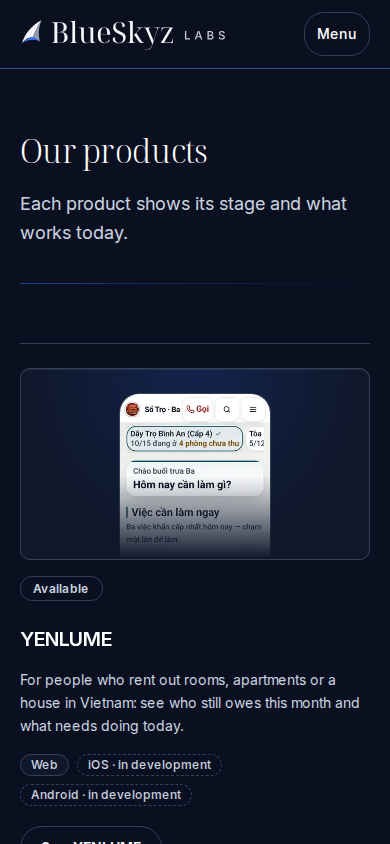 BlueSkyz LABS
Menu
Our products
Each product shows its stage and what
works today.
Sổ Trọ · Ba
Gọi
Dãy Trọ Bình An (Cấp 4) ✓
10/15 đang ở 4 phòng chưa thu
Tòa
5/12
Chào buổi trưa Ba
Hôm nay cần làm gì?
Việc cần làm ngay
Ba việc khẩn cấp nhất hôm nay — chạm
một lần để làm.
Available
YENLUME
For people who rent out rooms, apartments or a
house in Vietnam: see who still owes this month and
what needs doing today.
Web
iOS · in development
Android · in development